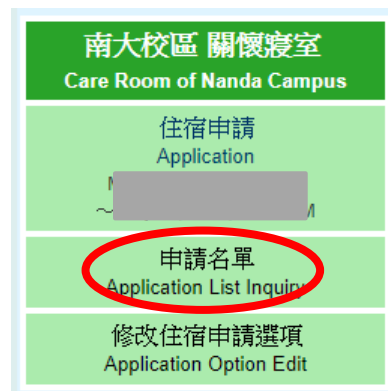 南大校區 關懷寢室
Care Room of Nanda Campus
住宿申請
Application
～
申請名單
Application List Inquiry
修改住宿申請選項
Application Option Edit